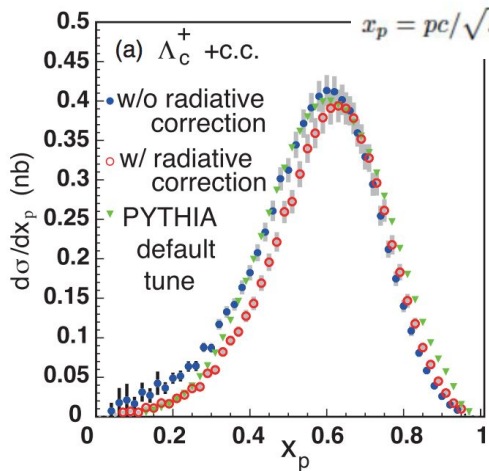 x_p = pc/√
(a) Λ_c^+ +c.c.
w/o radiative
correction
w/ radiative
correction
PYTHIA
default
tune
dσ/dx_p (nb)
0.5
0.45
0.4
0.35
0.3
0.25
0.2
0.15
0.1
0.05
0
0 0.2 0.4 0.6 0.8 1
x_p